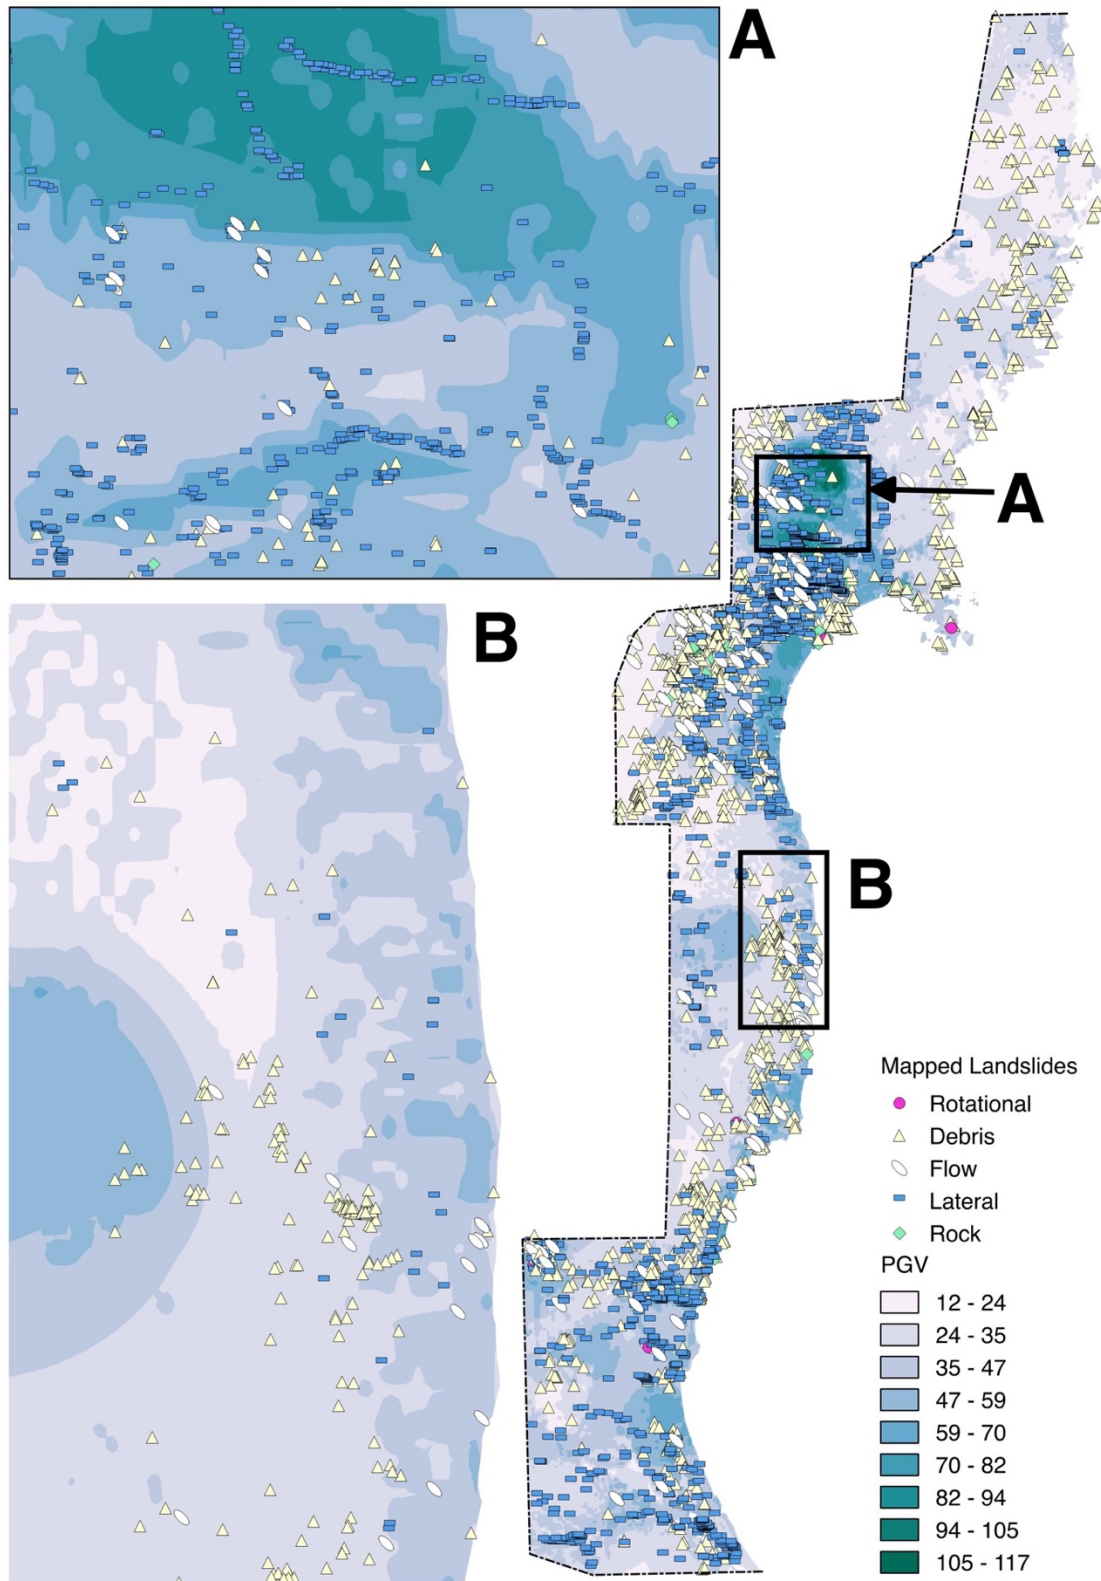 A
A
B
B
Mapped Landslides
Rotational
Debris
Flow
Lateral
Rock
PGV
12 - 24
24 - 35
35 - 47
47 - 59
59 - 70
70 - 82
82 - 94
94 - 105
105 - 117